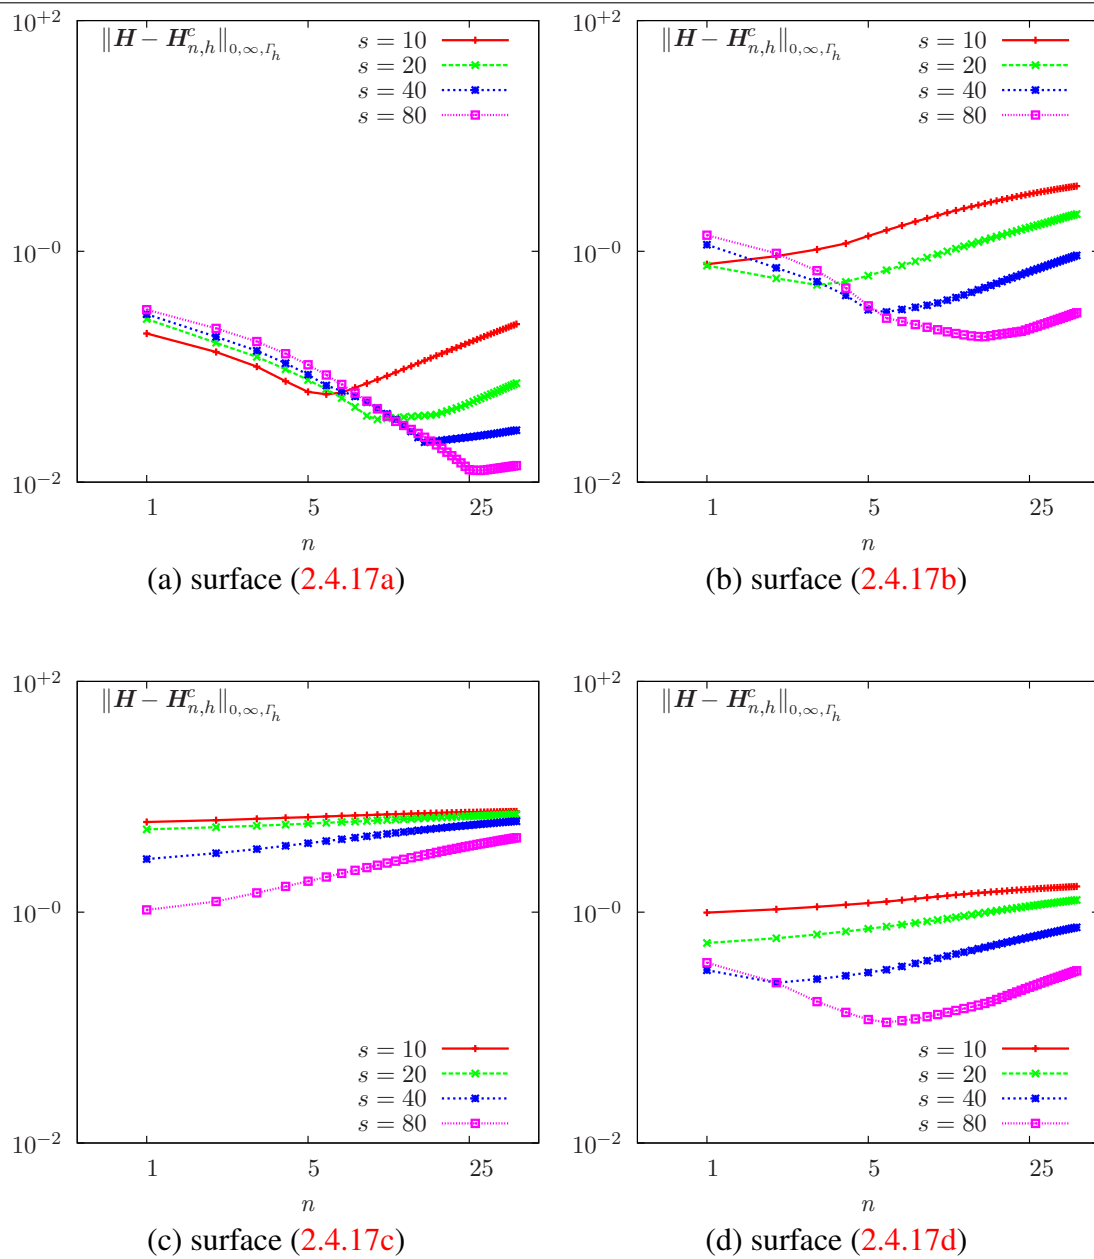 10^{+2}
‖H − H^c_{n,h}‖_{0,∞,Γ_h}
s = 10
s = 20
s = 40
s = 80
10^{-0}
10^{-2}
1 5 25
n
(a) surface (2.4.17a)
10^{+2}
‖H − H^c_{n,h}‖_{0,∞,Γ_h}
s = 10
s = 20
s = 40
s = 80
10^{-0}
10^{-2}
1 5 25
n
(b) surface (2.4.17b)
10^{+2}
‖H − H^c_{n,h}‖_{0,∞,Γ_h}
10^{-0}
s = 10
s = 20
s = 40
s = 80
10^{-2}
1 5 25
n
(c) surface (2.4.17c)
10^{+2}
‖H − H^c_{n,h}‖_{0,∞,Γ_h}
10^{-0}
s = 10
s = 20
s = 40
s = 80
10^{-2}
1 5 25
n
(d) surface (2.4.17d)